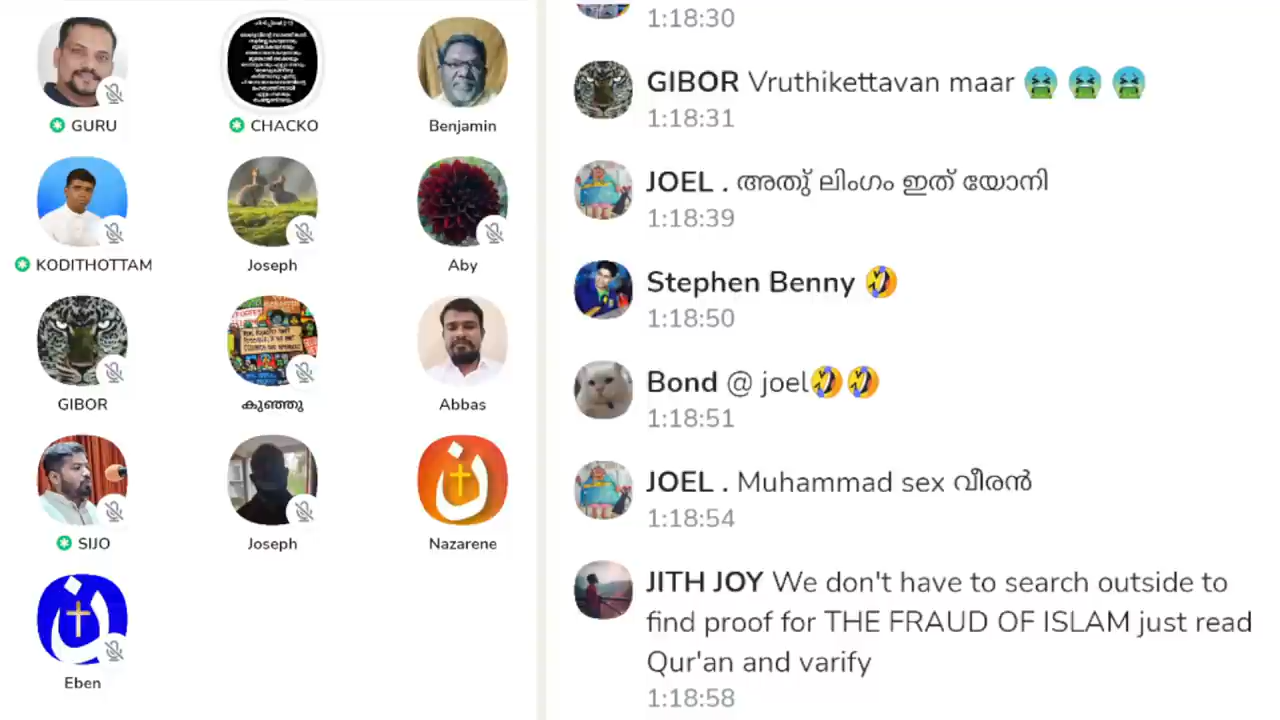 GURU
CHACKO
Benjamin
KODITHOTTAM
Joseph
Aby
GIBOR
കുഞ്ഞു
Abbas
SIJO
Joseph
Nazarene
Eben
1:18:30
GIBOR Vruthikettavan maar 🤮 🤮 🤮
1:18:31
JOEL . അതു് ലിംഗം ഇത് യോനി
1:18:39
Stephen Benny 🤣
1:18:50
Bond @ joel🤣 🤣
1:18:51
JOEL . Muhammad sex വീരൻ
1:18:54
JITH JOY We don't have to search outside to
find proof for THE FRAUD OF ISLAM just read
Qur'an and varify
1:18:58